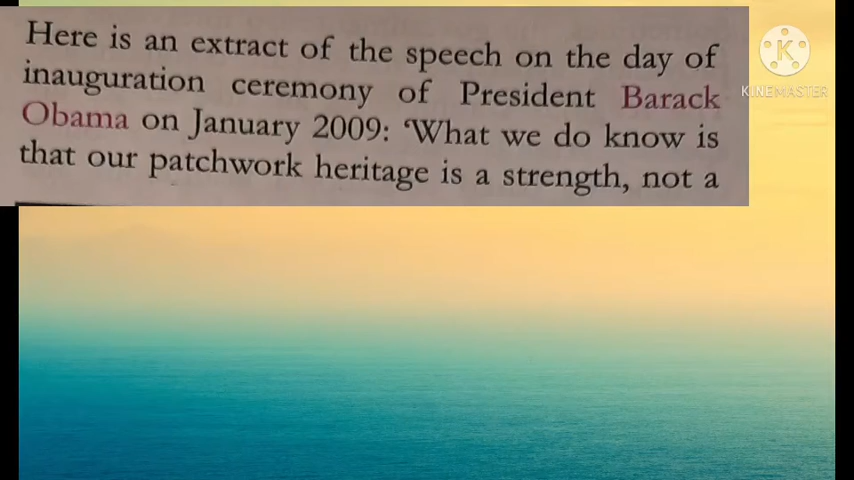 Here is an extract of the speech on the day of
inauguration ceremony of President Barack
Obama on January 2009: ‘What we do know is
that our patchwork heritage is a strength, not a
K
KINEMASTER